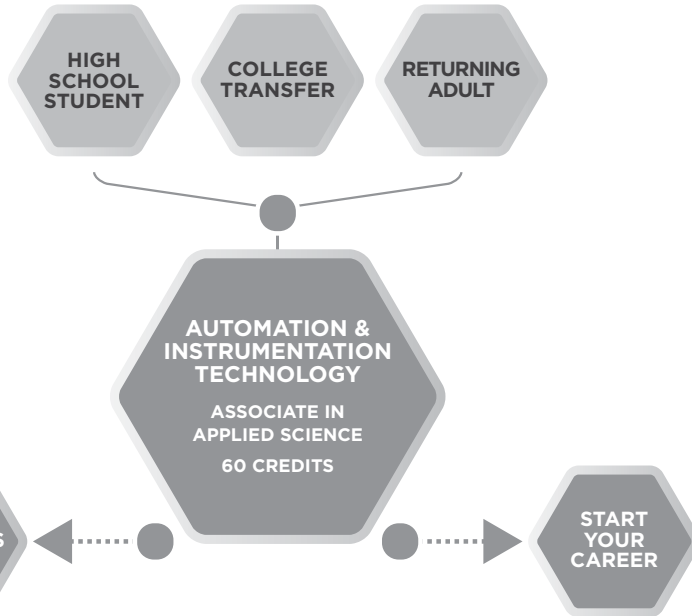 HIGH
SCHOOL
STUDENT
COLLEGE
TRANSFER
RETURNING
ADULT
AUTOMATION &
INSTRUMENTATION
TECHNOLOGY
ASSOCIATE IN
APPLIED SCIENCE
60 CREDITS
START
YOUR
CAREER